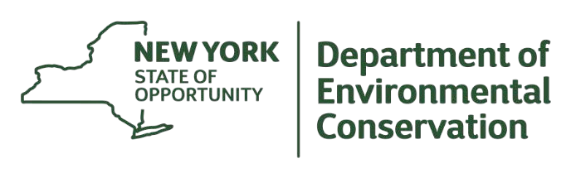 NEW YORK
STATE OF
OPPORTUNITY
Department of
Environmental
Conservation